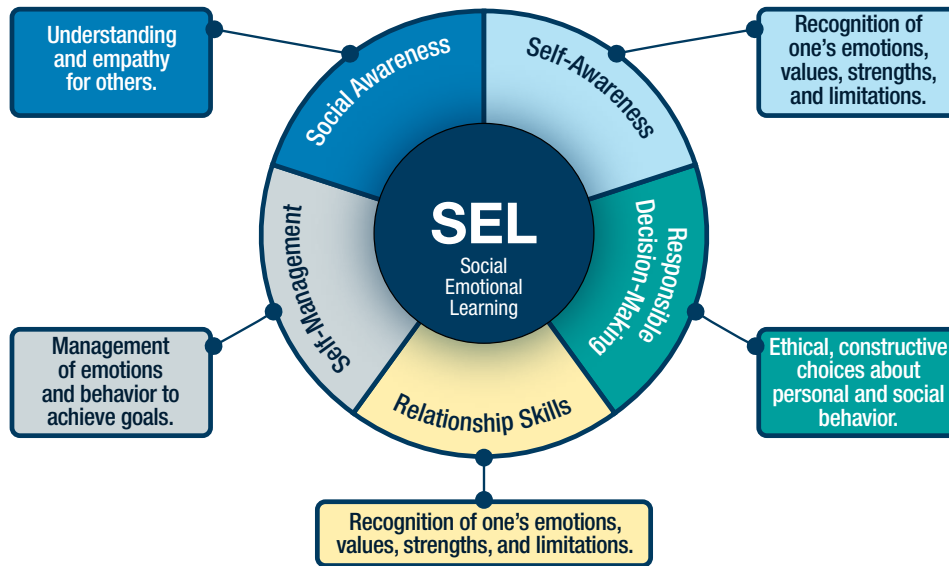 Understanding
and empathy
for others.
Social Awareness
Self-Awareness
Recognition of
one’s emotions,
values, strengths,
and limitations.
SEL
Social
Emotional
Learning
Self-Management
Responsible
Decision-Making
Management
of emotions
and behavior to
achieve goals.
Relationship Skills
Ethical, constructive
choices about
personal and social
behavior.
Recognition of one’s emotions,
values, strengths, and limitations.